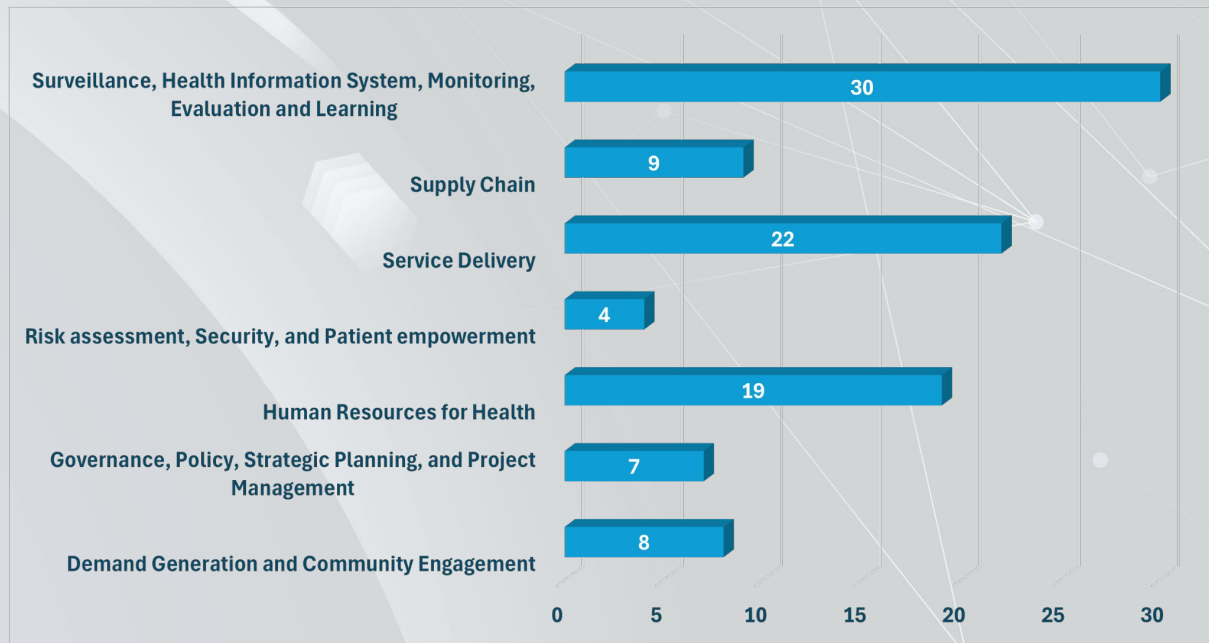 Surveillance, Health Information System, Monitoring,
Evaluation and Learning
30
Supply Chain
9
Service Delivery
22
Risk assessment, Security, and Patient empowerment
4
Human Resources for Health
19
Governance, Policy, Strategic Planning, and Project
Management
7
Demand Generation and Community Engagement
8
0 5 10 15 20 25 30